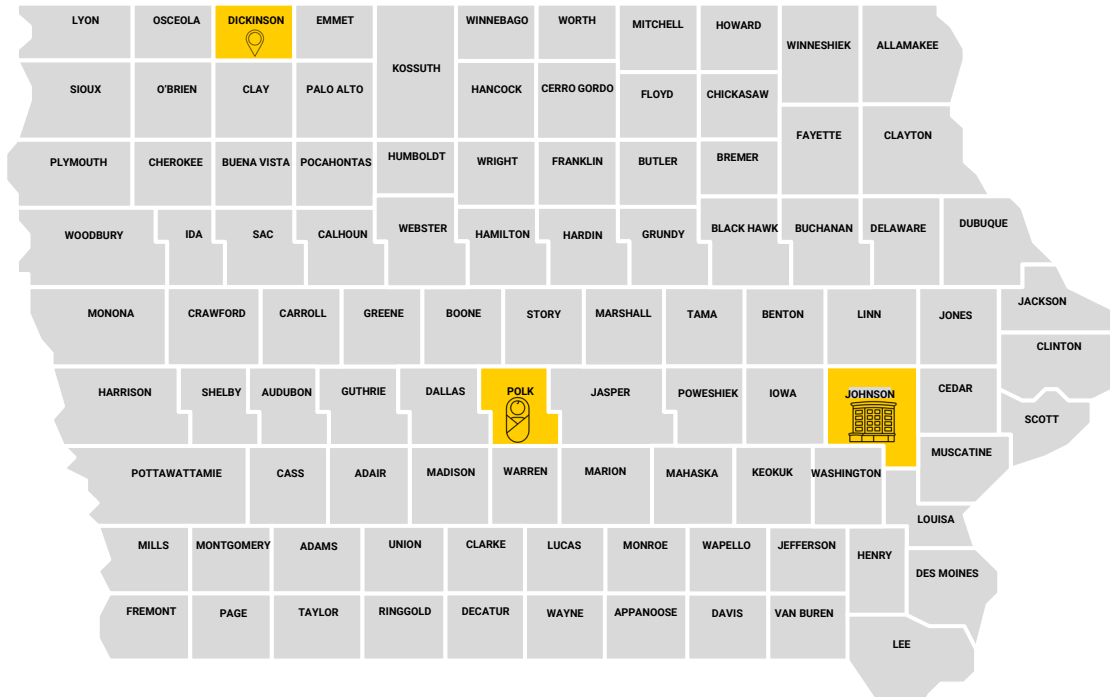 LYON
OSCEOLA
DICKINSON
EMMET
WINNEBAGO
WORTH
MITCHELL
HOWARD
WINNESHIEK
ALLAMAKEE
KOSSUTH
SIOUX
O'BRIEN
CLAY
PALO ALTO
HANCOCK
CERRO GORDO
FLOYD
CHICKASAW
FAYETTE
CLAYTON
PLYMOUTH
CHEROKEE
BUENA VISTA
POCAHONTAS
HUMBOLDT
WRIGHT
FRANKLIN
BUTLER
BREMER
WOODBURY
IDA
SAC
CALHOUN
WEBSTER
HAMILTON
HARDIN
GRUNDY
BLACK HAWK
BUCHANAN
DELAWARE
DUBUQUE
MONONA
CRAWFORD
CARROLL
GREENE
BOONE
STORY
MARSHALL
TAMA
BENTON
LINN
JONES
JACKSON
CLINTON
HARRISON
SHELBY
AUDUBON
GUTHRIE
DALLAS
POLK
JASPER
POWESHIEK
IOWA
JOHNSON
CEDAR
SCOTT
MUSCATINE
POTTAWATTAMIE
CASS
ADAIR
MADISON
WARREN
MARION
MAHASKA
KEOKUK
WASHINGTON
LOUISA
MILLS
MONTGOMERY
ADAMS
UNION
CLARKE
LUCAS
MONROE
WAPELLO
JEFFERSON
HENRY
DES MOINES
FREMONT
PAGE
TAYLOR
RINGGOLD
DECATUR
WAYNE
APPANOOSE
DAVIS
VAN BUREN
LEE